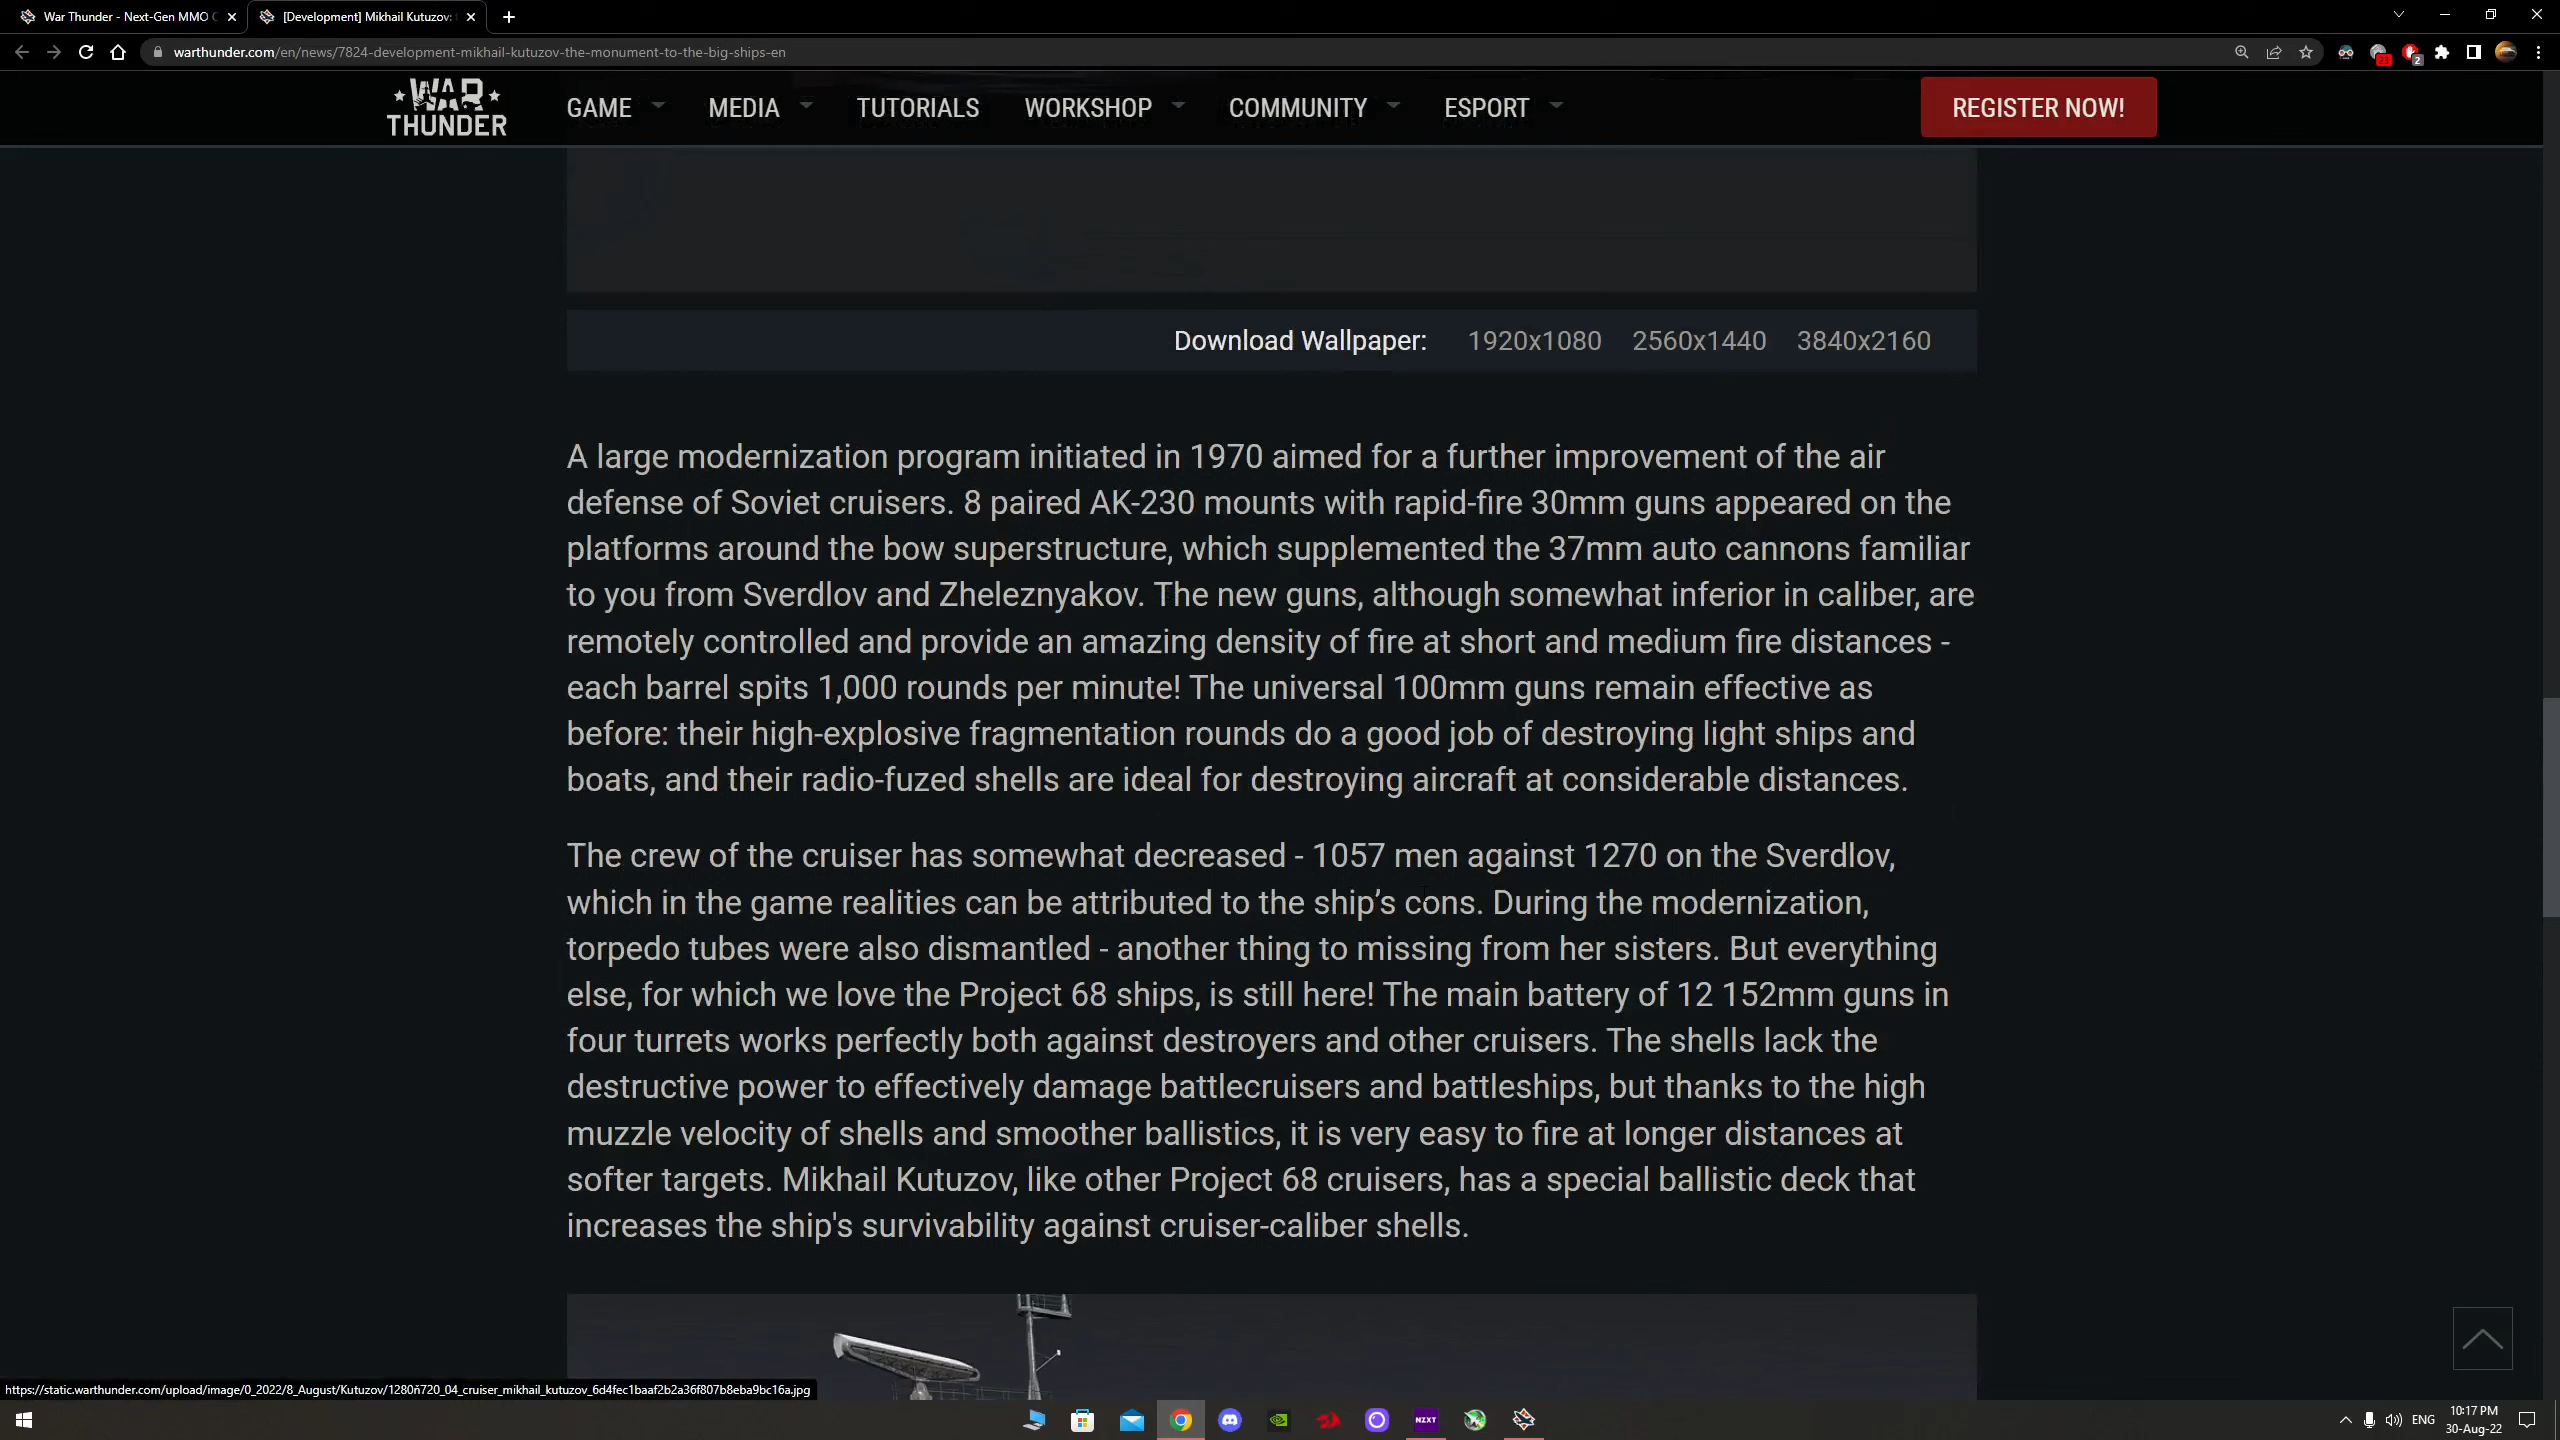 War Thunder - Next-Gen MMO C
[Development] Mikhail Kutuzov:
warthunder.com/en/news/7824-development-mikhail-kutuzov-the-monument-to-the-big-ships-en
2
WAR THUNDER
GAME MEDIA TUTORIALS WORKSHOP COMMUNITY ESPORT
REGISTER NOW!
Download Wallpaper: 1920x1080 2560x1440 3840x2160
A large modernization program initiated in 1970 aimed for a further improvement of the air
defense of Soviet cruisers. 8 paired AK-230 mounts with rapid-fire 30mm guns appeared on the
platforms around the bow superstructure, which supplemented the 37mm auto cannons familiar
to you from Sverdlov and Zheleznyakov. The new guns, although somewhat inferior in caliber, are
remotely controlled and provide an amazing density of fire at short and medium fire distances -
each barrel spits 1,000 rounds per minute! The universal 100mm guns remain effective as
before: their high-explosive fragmentation rounds do a good job of destroying light ships and
boats, and their radio-fuzed shells are ideal for destroying aircraft at considerable distances.
The crew of the cruiser has somewhat decreased - 1057 men against 1270 on the Sverdlov,
which in the game realities can be attributed to the ship’s cons. During the modernization,
torpedo tubes were also dismantled - another thing to missing from her sisters. But everything
else, for which we love the Project 68 ships, is still here! The main battery of 12 152mm guns in
four turrets works perfectly both against destroyers and other cruisers. The shells lack the
destructive power to effectively damage battlecruisers and battleships, but thanks to the high
muzzle velocity of shells and smoother ballistics, it is very easy to fire at longer distances at
softer targets. Mikhail Kutuzov, like other Project 68 cruisers, has a special ballistic deck that
increases the ship's survivability against cruiser-caliber shells.
https://static.warthunder.com/upload/image/0_2022/8_August/Kutuzov/1280ñ720_04_cruiser_mikhail_kutuzov_6d4fec1baaf2b2a36f807b8eba9bc16a.jpg
NZXT
ENG
10:17 PM
30-Aug-22